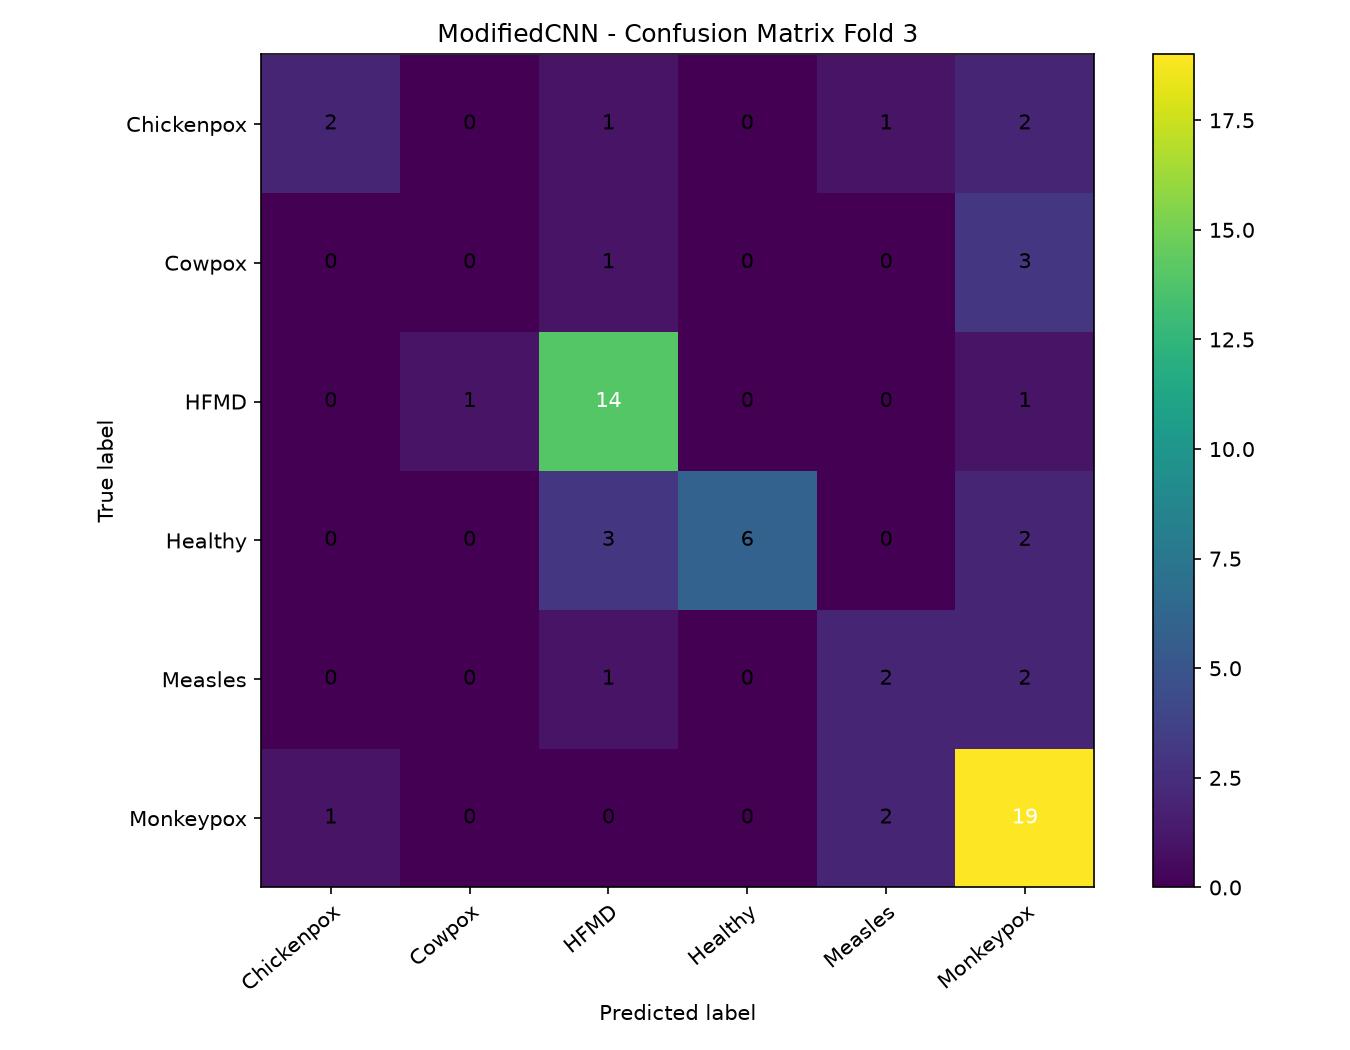 ModifiedCNN - Confusion Matrix Fold 3
Chickenpox 2 0 1 0 1 2
Cowpox 0 0 1 0 0 3
HFMD 0 1 14 0 0 1
Healthy 0 0 3 6 0 2
Measles 0 0 1 0 2 2
Monkeypox 1 0 0 0 2 19
True label
Chickenpox Cowpox HFMD Healthy Measles Monkeypox
Predicted label
17.5
15.0
12.5
10.0
7.5
5.0
2.5
0.0